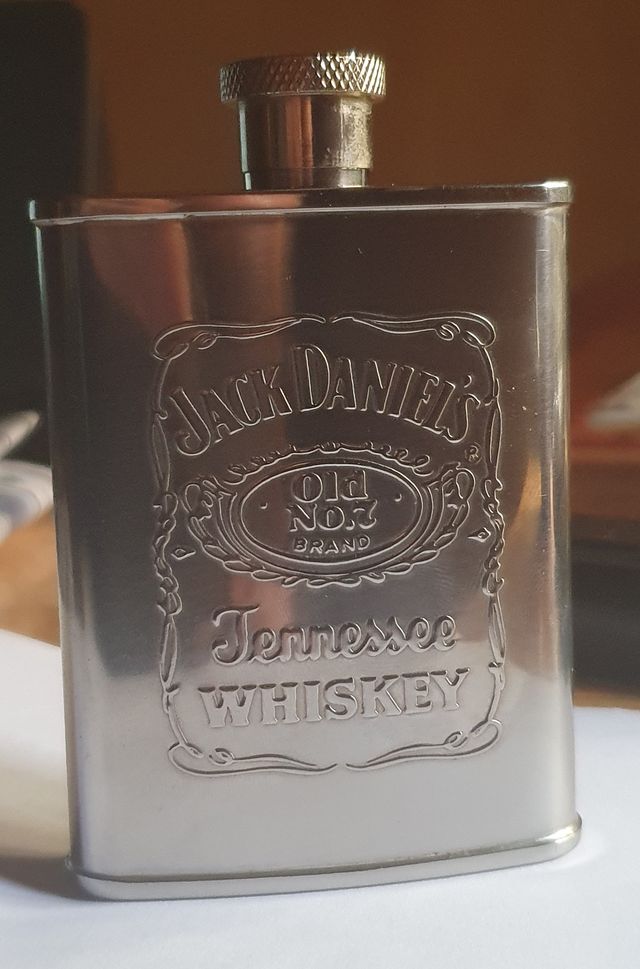 JACK DANIEL'S
®
Old
NO.7
BRAND
Tennessee
WHISKEY